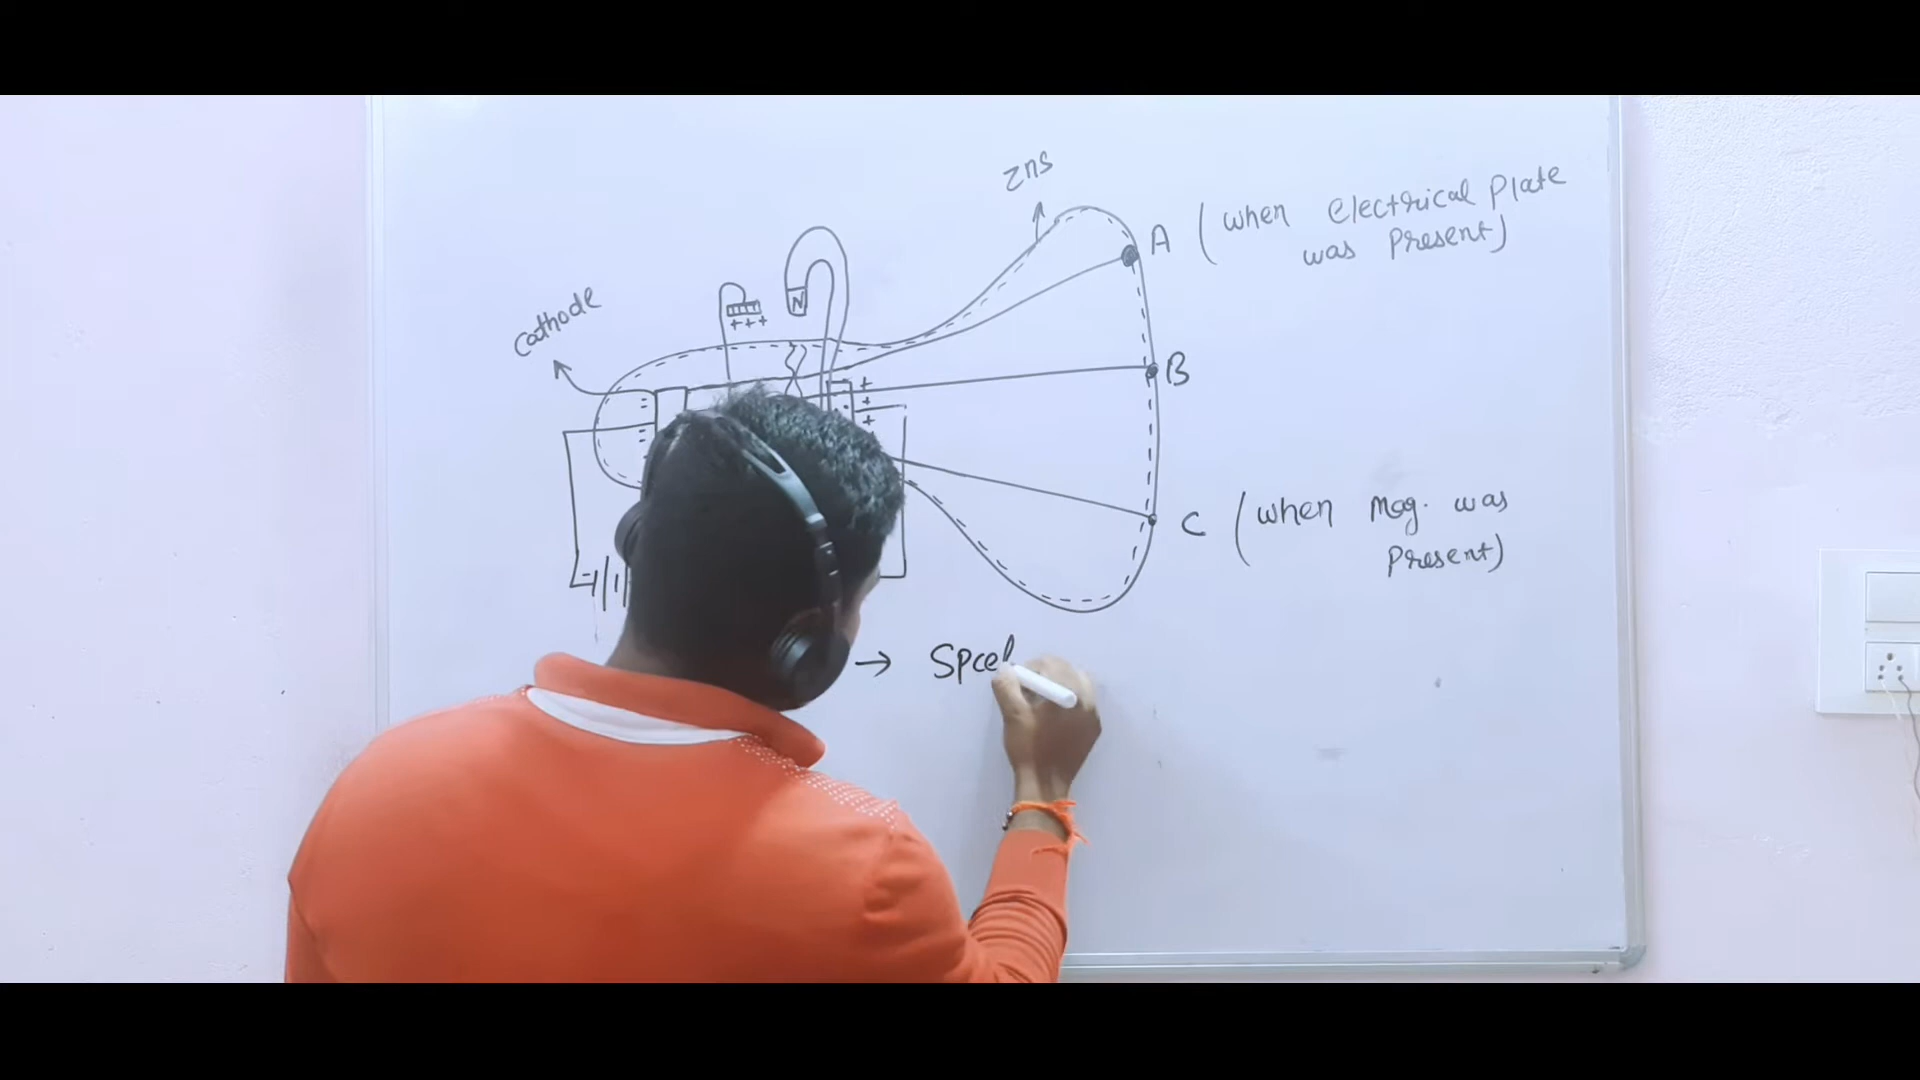 ZnS
A (when electrical Plate
was Present)
Cathode
N
+++
+
+
+
B
C (when Mag. was
Present)
→ Spcel